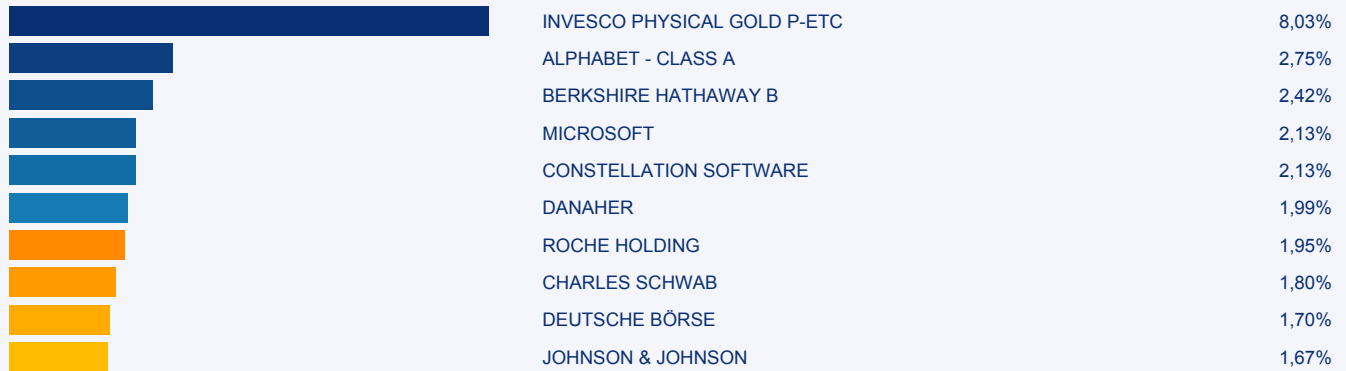 INVESCO PHYSICAL GOLD P-ETC 8,03%
ALPHABET - CLASS A 2,75%
BERKSHIRE HATHAWAY B 2,42%
MICROSOFT 2,13%
CONSTELLATION SOFTWARE 2,13%
DANAHER 1,99%
ROCHE HOLDING 1,95%
CHARLES SCHWAB 1,80%
DEUTSCHE BÖRSE 1,70%
JOHNSON & JOHNSON 1,67%